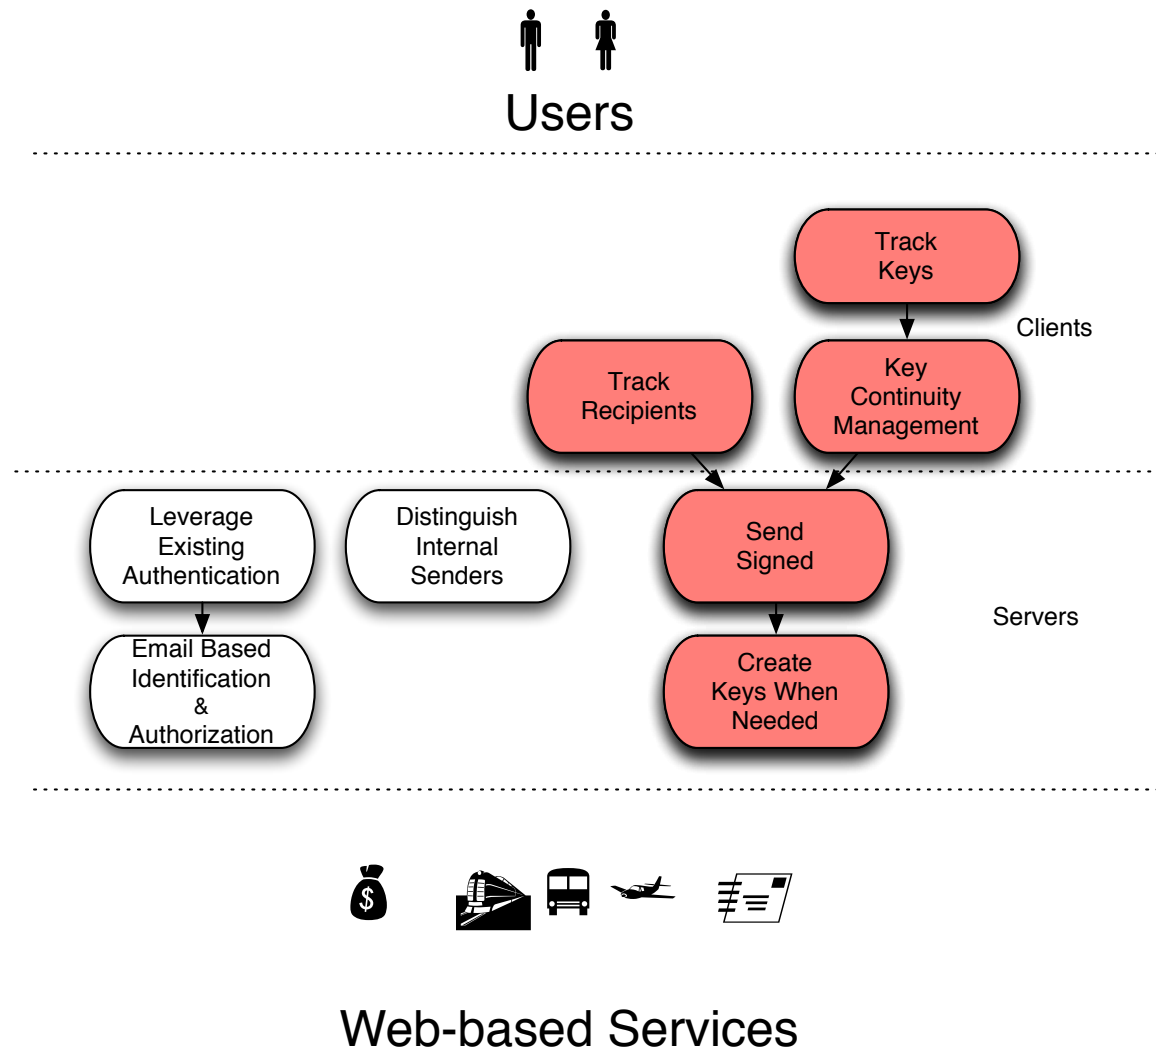 Users
Track
Keys
Clients
Track
Recipients
Key
Continuity
Management
Leverage
Existing
Authentication
Distinguish
Internal
Senders
Send
Signed
Servers
Email Based
Identification
&
Authorization
Create
Keys When
Needed
$
Web-based Services